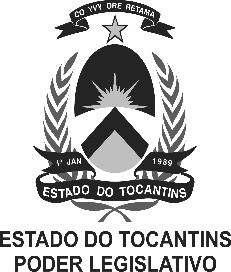 CO YVY ORE RETAMA
1º JAN 1989
ESTADO DO TOCANTINS
ESTADO DO TOCANTINS
PODER LEGISLATIVO